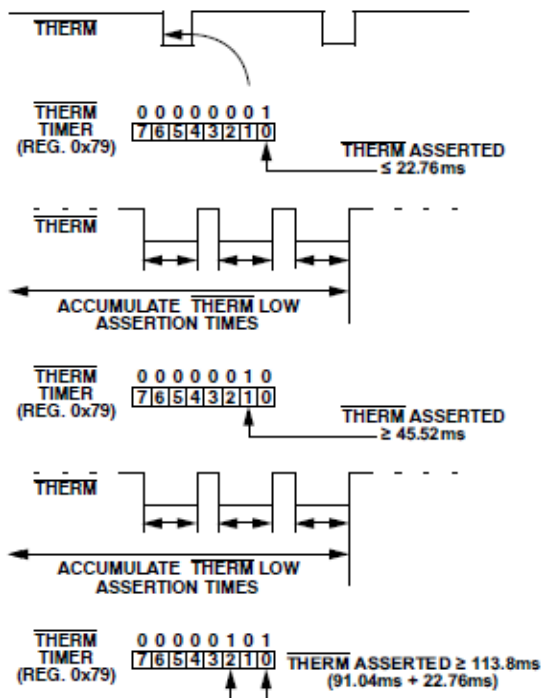 THERM
THERM
TIMER
(REG. 0x79)
0 0 0 0 0 0 0 1
7 6 5 4 3 2 1 0
THERM ASSERTED
≤ 22.76ms
THERM
ACCUMULATE THERM LOW
ASSERTION TIMES
THERM
TIMER
(REG. 0x79)
0 0 0 0 0 0 1 0
7 6 5 4 3 2 1 0
THERM ASSERTED
≥ 45.52ms
THERM
ACCUMULATE THERM LOW
ASSERTION TIMES
THERM
TIMER
(REG. 0x79)
0 0 0 0 0 1 0 1
7 6 5 4 3 2 1 0
THERM ASSERTED ≥ 113.8ms
(91.04ms + 22.76ms)